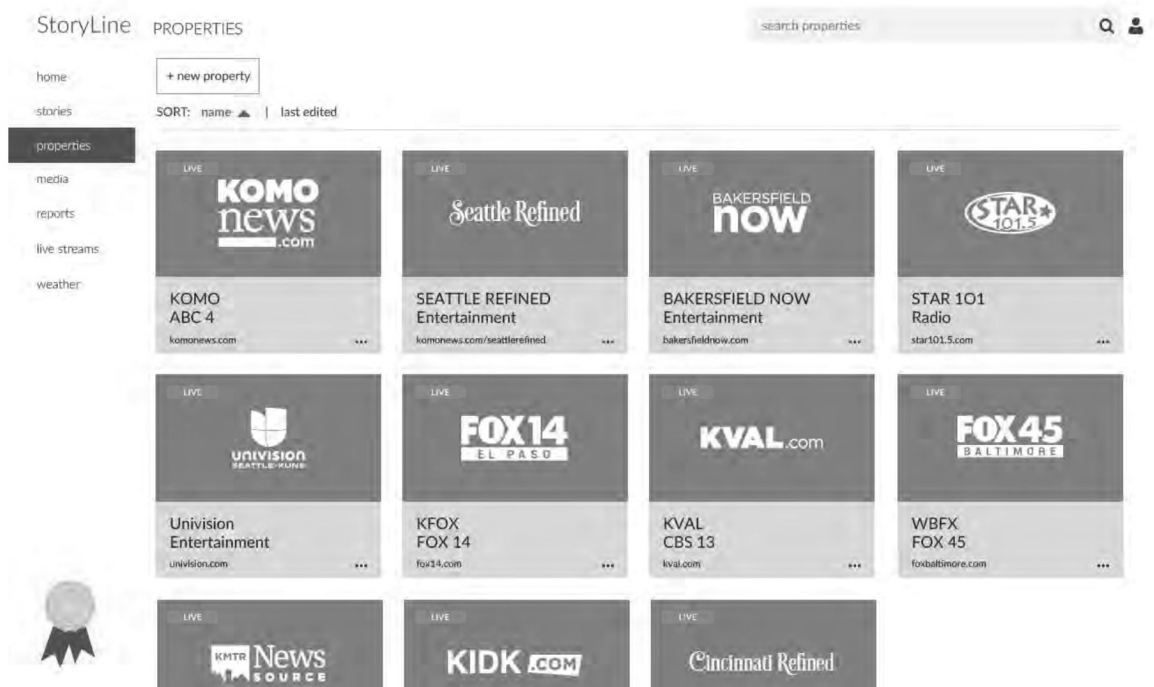 StoryLine PROPERTIES search properties
home
stories
properties
media
reports
live streams
weather
+ new property
SORT: name | last edited
LIVE
KOMO
news
.com
KOMO
ABC 4
komonews.com
LIVE
Seattle Refined
SEATTLE REFINED
Entertainment
komonews.com/seattlerefined
LIVE
BAKERSFIELD
now
BAKERSFIELD NOW
Entertainment
bakersfieldnow.com
LIVE
STAR
101.5
STAR 101
Radio
star101.5.com
LIVE
UNIVISION
SEATTLE-KUNS
Univision
Entertainment
univision.com
LIVE
FOX14
EL PASO
KFOX
FOX 14
fox14.com
LIVE
KVAL.com
KVAL
CBS 13
kval.com
LIVE
FOX45
BALTIMORE
WBFX
FOX 45
foxbaltimore.com
LIVE
KMTR News
SOURCE
LIVE
KIDK .COM
LIVE
Cincinnati Refined